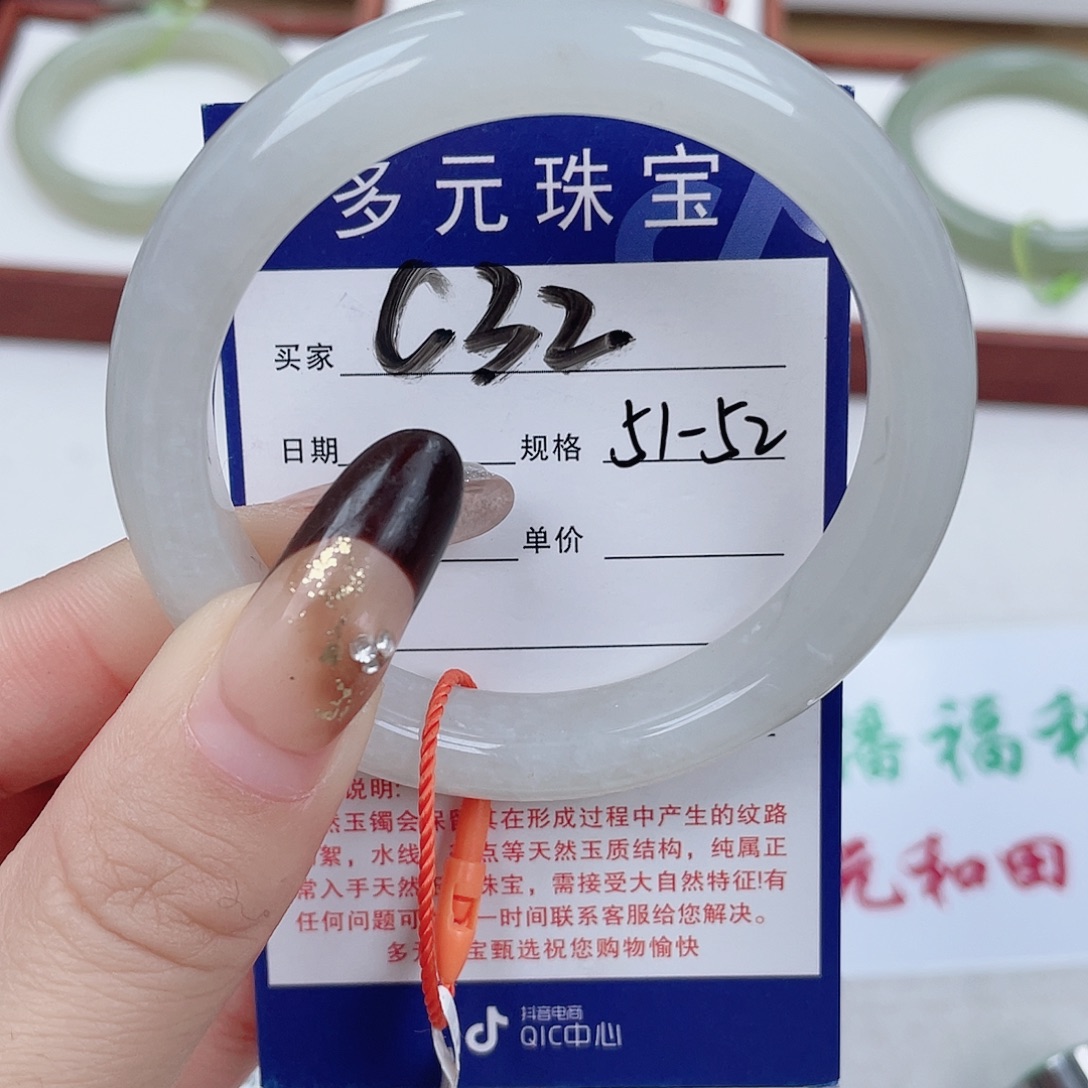 多元珠宝
买家 C32
日期 规格 51-52
单价
说明:
玉镯会保留其在形成过程中产生的纹路
絮，水线，点等天然玉质结构，纯属正
常入手天然 珠宝，需接受大自然特征!有
任何问题可 一时间联系客服给您解决。
多 宝甄选祝您购物愉快
抖音电商
QIC中心
播福利
元和田